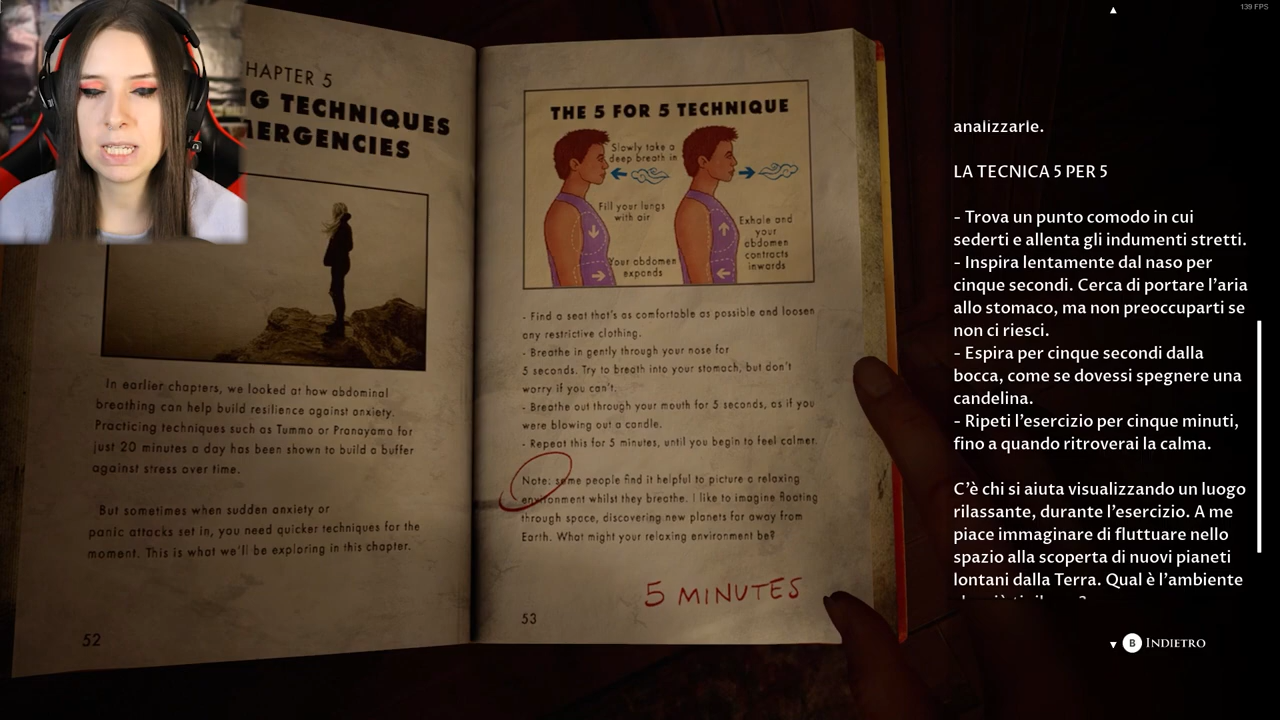 139 FPS
HAPTER 5
G TECHNIQUES
ERGENCIES
In earlier chapters, we looked at how abdominal
breathing can help build resilience against anxiety.
Practicing techniques such as Tummo or Pranayama for
just 20 minutes a day has been shown to build a buffer
against stress over time.
But sometimes when sudden anxiety or
panic attacks set in, you need quicker techniques for the
moment. This is what we'll be exploring in this chapter.
52
THE 5 FOR 5 TECHNIQUE
Slowly take a
deep breath in
Fill your lungs
with air
Your abdomen
expands
Exhale and
your
abdomen
contracts
inwards
- Find a seat that's as comfortable as possible and loosen
any restrictive clothing.
- Breathe in gently through your nose for
5 seconds. Try to breath into your stomach, but don't
worry if you can't.
- Breathe out through your mouth for 5 seconds, as if you
were blowing out a candle.
- Repeat this for 5 minutes, until you begin to feel calmer.
Note: some people find it helpful to picture a relaxing
environment whilst they breathe. I like to imagine floating
through space, discovering new planets far away from
Earth. What might your relaxing environment be?
5 MINUTES
53
analizzarle.
LA TECNICA 5 PER 5
- Trova un punto comodo in cui
sederti e allenta gli indumenti stretti.
- Inspira lentamente dal naso per
cinque secondi. Cerca di portare l'aria
allo stomaco, ma non preoccuparti se
non ci riesci.
- Espira per cinque secondi dalla
bocca, come se dovessi spegnere una
candelina.
- Ripeti l'esercizio per cinque minuti,
fino a quando ritroverai la calma.
C'è chi si aiuta visualizzando un luogo
rilassante, durante l'esercizio. A me
piace immaginare di fluttuare nello
spazio alla scoperta di nuovi pianeti
lontani dalla Terra. Qual è l'ambiente
B INDIETRO